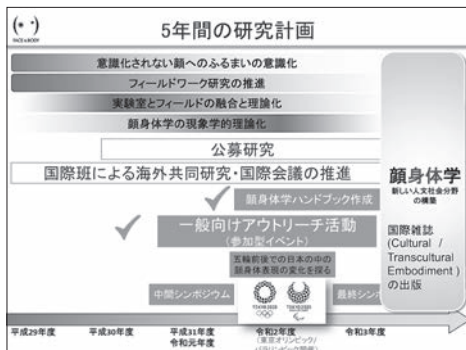 FACE & BODY
5年間の研究計画
意識化されない顔へのふるまいの意識化
フィールドワーク研究の推進
実験室とフィールドの融合と理論化
顔身体学の現象学的理論化
公募研究
国際班による海外共同研究・国際会議の推進
顔身体学ハンドブック作成
一般向けアウトリーチ活動
(参加型イベント)
五輪前後での日本の中の
顔身体表現の変化を探る
中間シンポジウム
最終シンポ
TOKYO 2020
顔身体学
新しい人文社会分野
の構築
国際雑誌
(Cultural /
Transcultural
Embodiment)
の出版
平成29年度
平成30年度
平成31年度
令和元年度
令和2年度
(東京オリンピック/
令和3年度